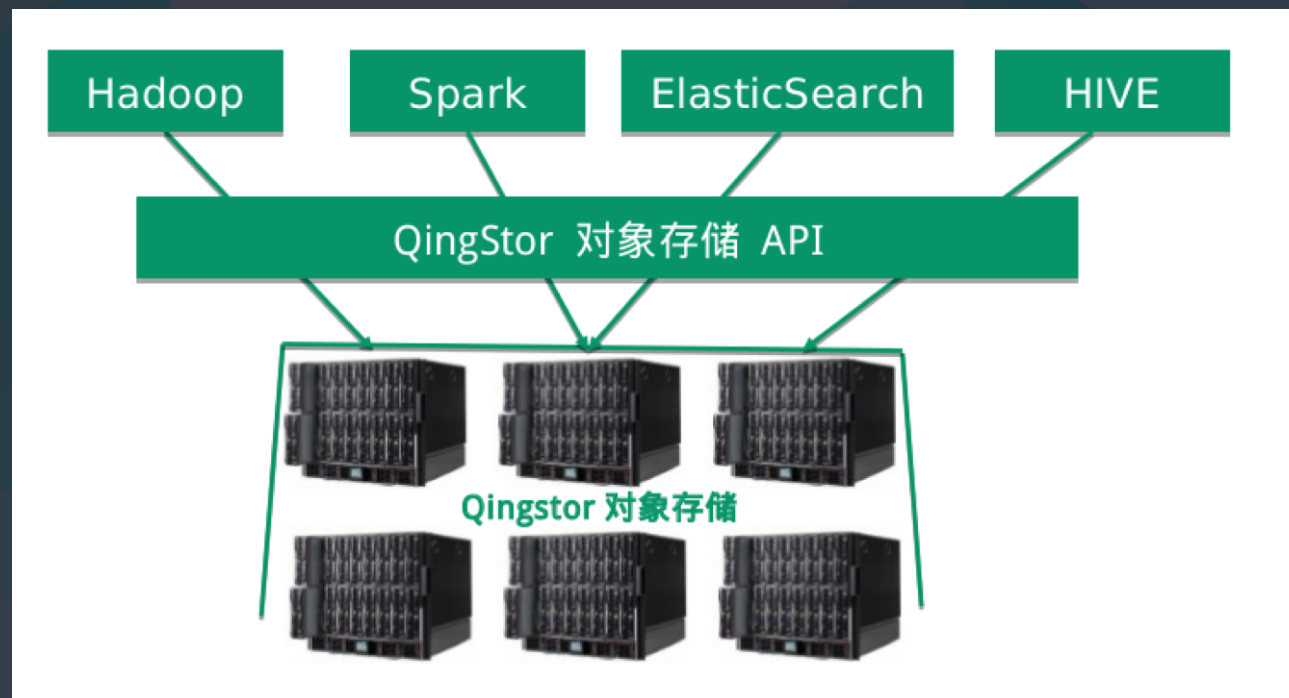 Hadoop
Spark
ElasticSearch
HIVE
QingStor 对象存储 API
Qingstor 对象存储